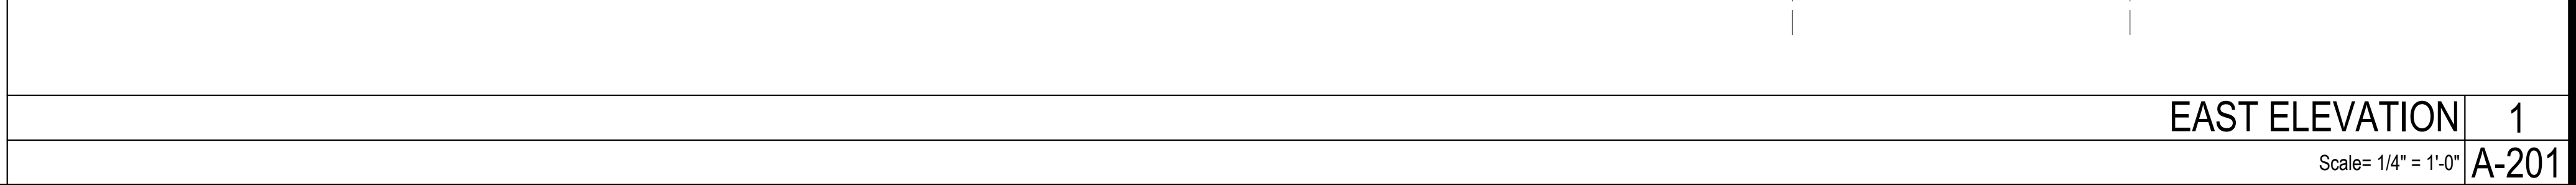 EAST ELEVATION 1
Scale= 1/4" = 1'-0" A-201